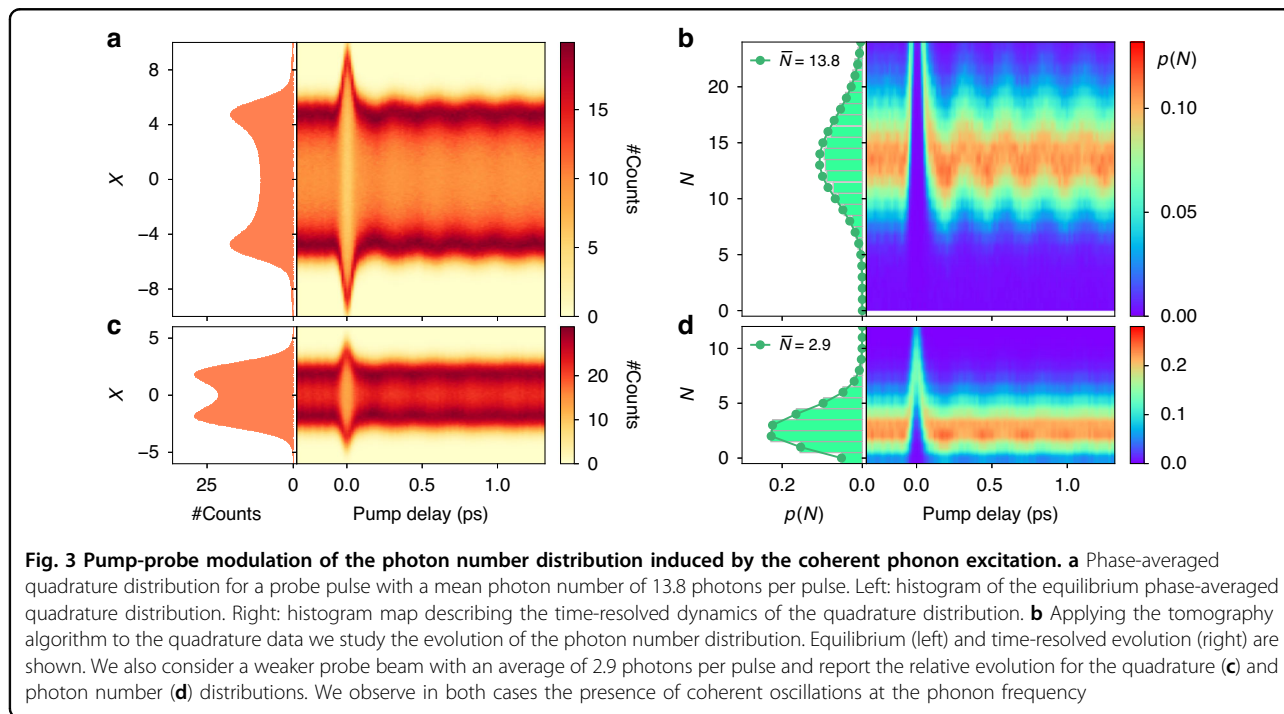 a
8
4
0
−4
−8
X
15
10
5
0
#Counts
b
N̅ = 13.8
p(N)
20
15
10
5
0
N
0.10
0.05
0.00
c
5
0
−5
X
20
10
0
#Counts
25
0
0.0
0.5
1.0
#Counts
Pump delay (ps)
d
N̅ = 2.9
10
5
0
N
0.2
0.1
0.0
0.2
0.0
0.0
0.5
1.0
p(N)
Pump delay (ps)
Fig. 3 Pump-probe modulation of the photon number distribution induced by the coherent phonon excitation. a Phase-averaged
quadrature distribution for a probe pulse with a mean photon number of 13.8 photons per pulse. Left: histogram of the equilibrium phase-averaged
quadrature distribution. Right: histogram map describing the time-resolved dynamics of the quadrature distribution. b Applying the tomography
algorithm to the quadrature data we study the evolution of the photon number distribution. Equilibrium (left) and time-resolved evolution (right) are
shown. We also consider a weaker probe beam with an average of 2.9 photons per pulse and report the relative evolution for the quadrature (c) and
photon number (d) distributions. We observe in both cases the presence of coherent oscillations at the phonon frequency